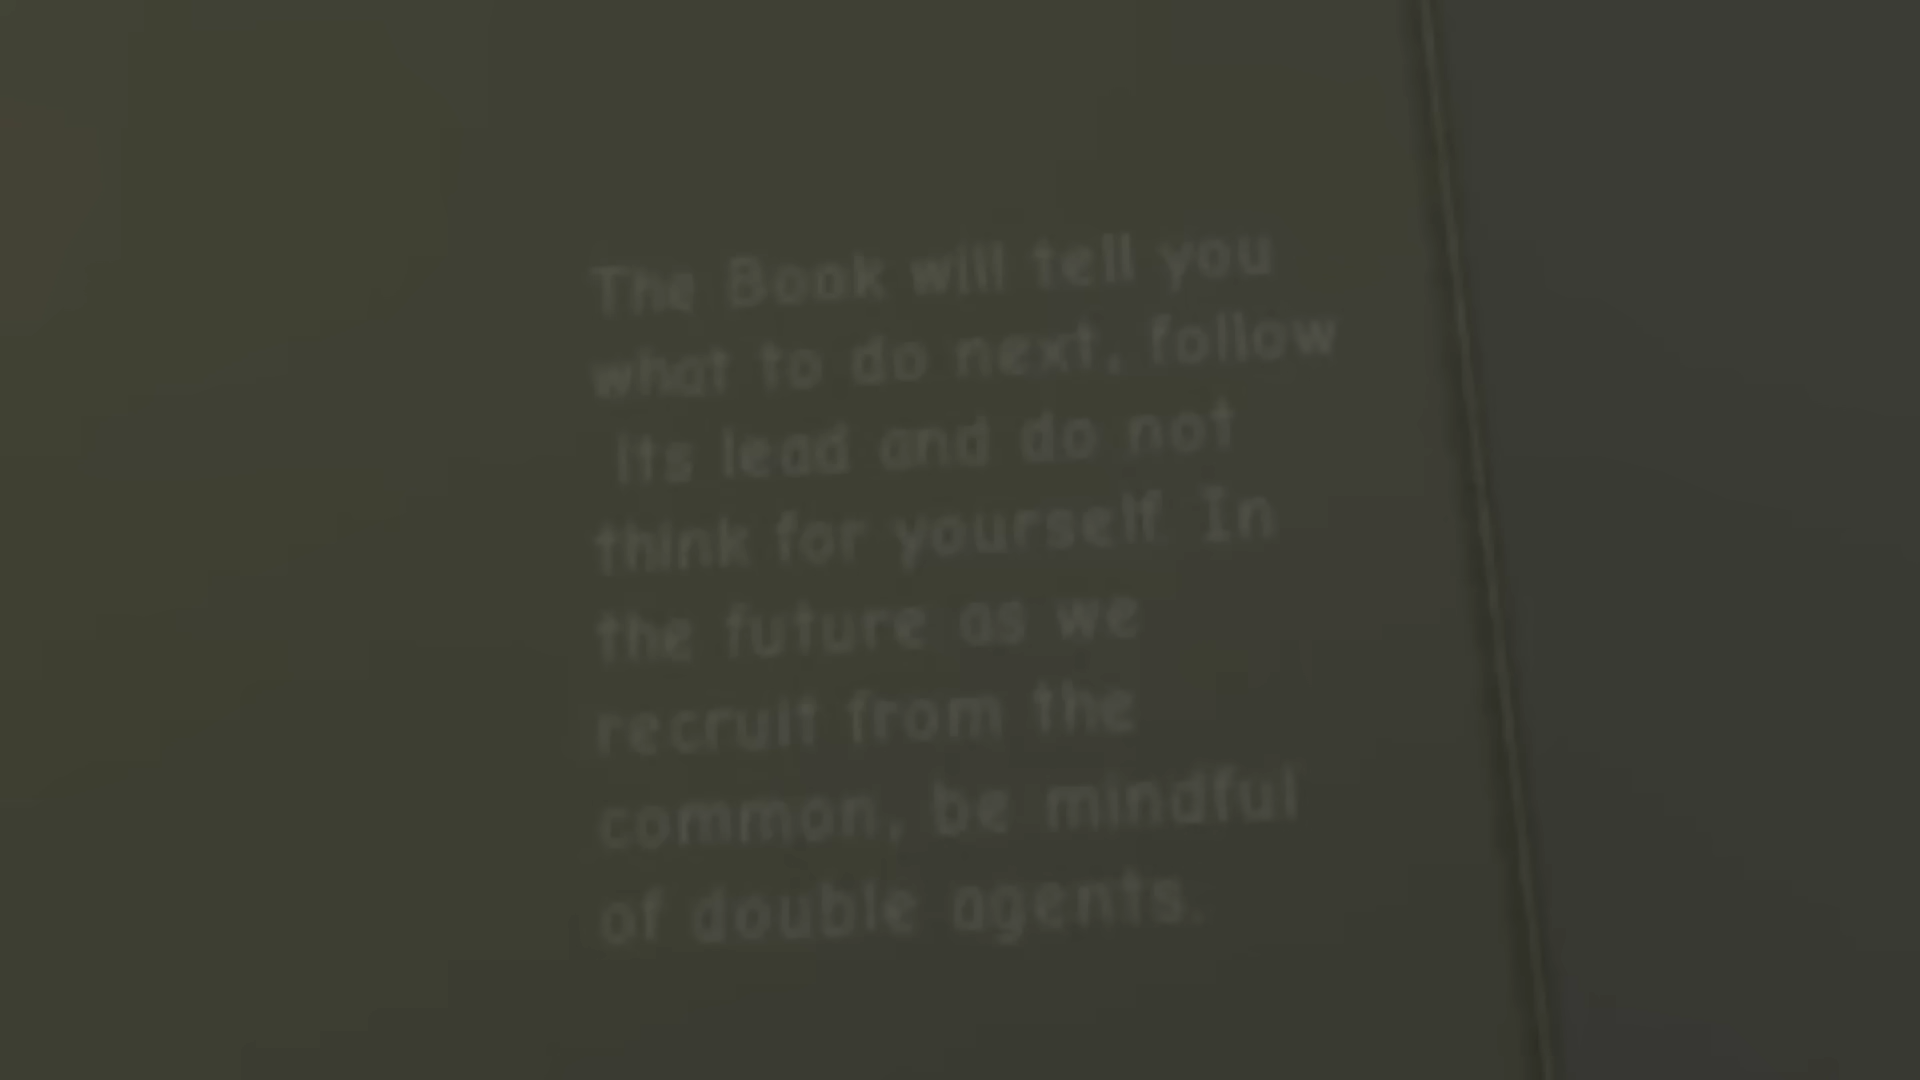 The Book will tell you
what to do next, follow
its lead and do not
think for yourself In
the future as we
recruit from the
common, be mindful
of double agents.